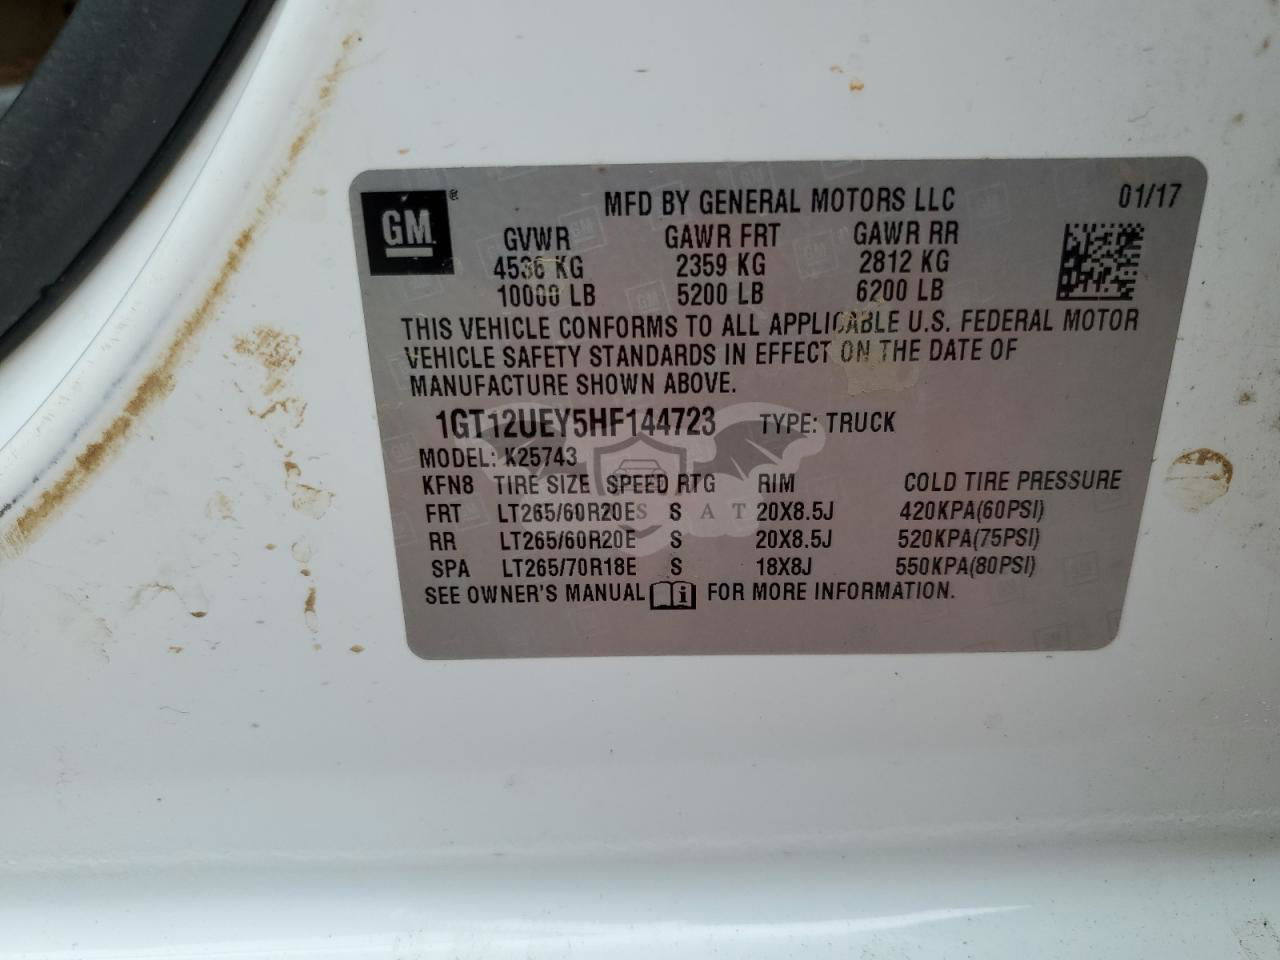 GM ®
MFD BY GENERAL MOTORS LLC 01/17
GVWR GAWR FRT GAWR RR
4536 KG 2359 KG 2812 KG
10000 LB 5200 LB 6200 LB
THIS VEHICLE CONFORMS TO ALL APPLICABLE U.S. FEDERAL MOTOR
VEHICLE SAFETY STANDARDS IN EFFECT ON THE DATE OF
MANUFACTURE SHOWN ABOVE.
1GT12UEY5HF144723 TYPE: TRUCK
MODEL: K25743
KFN8 TIRE SIZE SPEED RTG RIM COLD TIRE PRESSURE
FRT LT265/60R20E S 20X8.5J 420KPA(60PSI)
RR LT265/60R20E S 20X8.5J 520KPA(75PSI)
SPA LT265/70R18E S 18X8J 550KPA(80PSI)
SEE OWNER'S MANUAL i FOR MORE INFORMATION.